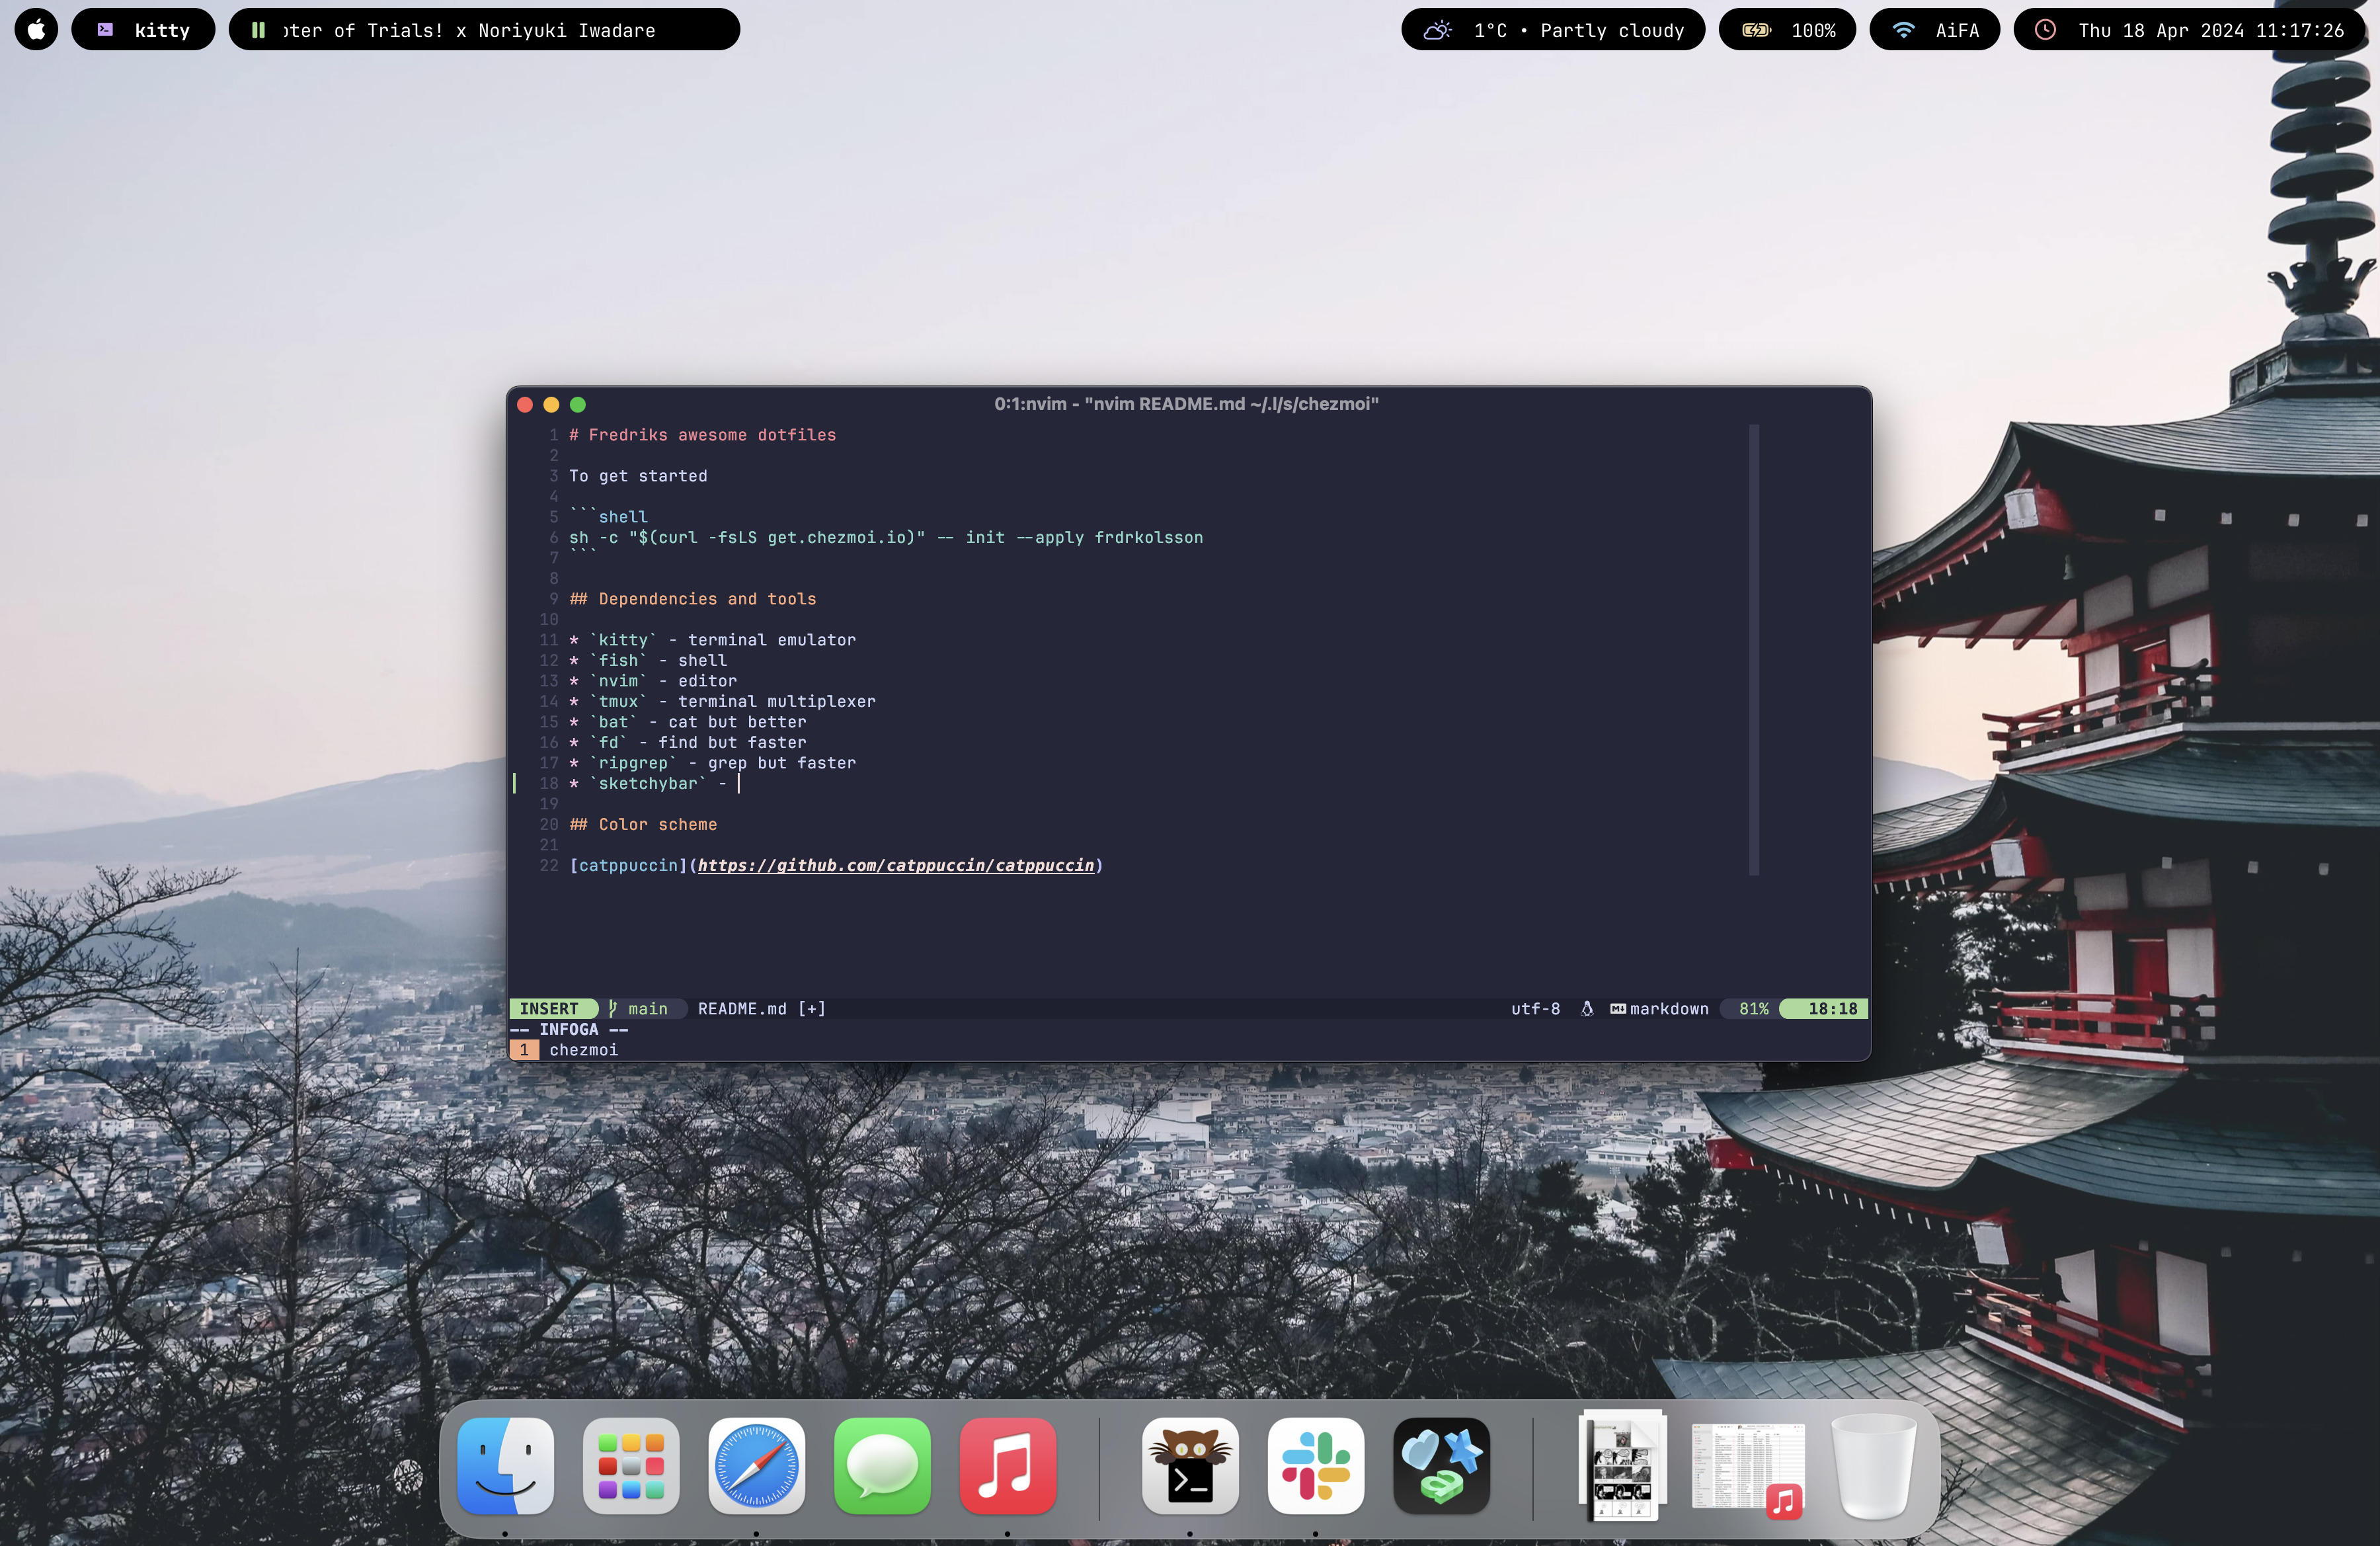 kitty
ter of Trials! x Noriyuki Iwadare
1°C • Partly cloudy
100%
AiFA
Thu 18 Apr 2024 11:17:26
0:1:nvim - "nvim README.md ~/.l/s/chezmoi"
1 # Fredriks awesome dotfiles
2
3 To get started
4
5 ```shell
6 sh -c "$(curl -fsLS get.chezmoi.io)" -- init --apply frdrkolsson
7 ```
8
9 ## Dependencies and tools
10
11 * `kitty` - terminal emulator
12 * `fish` - shell
13 * `nvim` - editor
14 * `tmux` - terminal multiplexer
15 * `bat` - cat but better
16 * `fd` - find but faster
17 * `ripgrep` - grep but faster
18 * `sketchybar` -
19
20 ## Color scheme
21
22 [catppuccin](https://github.com/catppuccin/catppuccin)
INSERT main README.md [+] utf-8 markdown 81% 18:18
-- INFOGA --
1 chezmoi